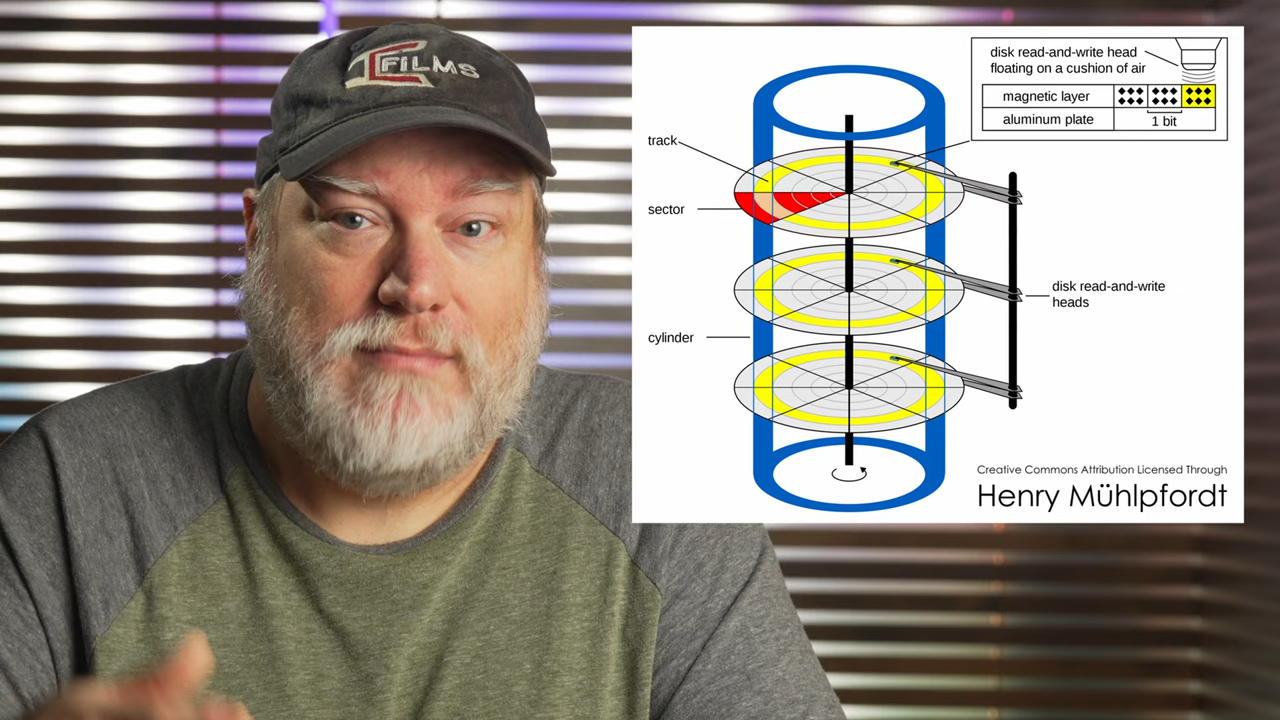 FILMS
disk read-and-write head
floating on a cushion of air
magnetic layer
aluminum plate
1 bit
track
sector
disk read-and-write
heads
cylinder
Creative Commons Attribution Licensed Through
Henry Mühlpfordt